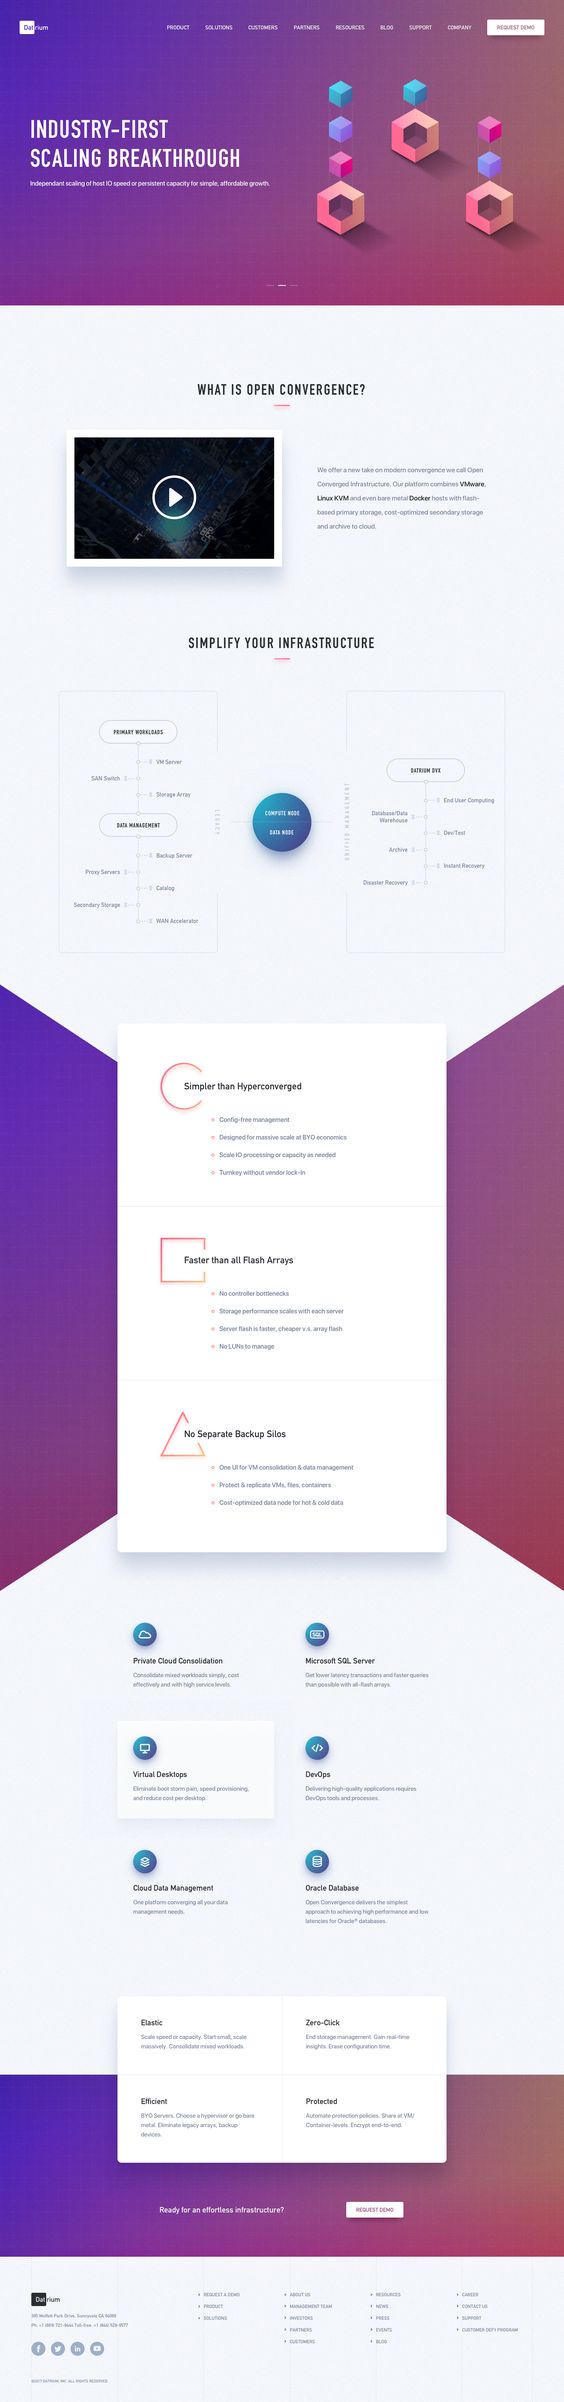 Datrium
PRODUCT SOLUTIONS CUSTOMERS PARTNERS RESOURCES BLOG SUPPORT COMPANY REQUEST DEMO
INDUSTRY-FIRST
SCALING BREAKTHROUGH
Independant scaling of host IO speed or persistent capacity for simple, affordable growth.
WHAT IS OPEN CONVERGENCE?
We offer a new take on modern convergence we call Open
Converged Infrastructure. Our platform combines VMware,
Linux KVM and even bare metal Docker hosts with flash-
based primary storage, cost-optimized secondary storage
and archive to cloud.
SIMPLIFY YOUR INFRASTRUCTURE
PRIMARY WORKLOADS
VM Server
SAN Switch
Storage Array
DATA MANAGEMENT
Backup Server
Proxy Servers
Catalog
Secondary Storage
WAN Accelerator
LEGACY
COMPUTE NODE
DATA NODE
UNIFIED MANAGEMENT
DATRIUM DVX
End User Computing
Database/Data
Warehouse
Dev/Test
Archive
Instant Recovery
Disaster Recovery
Simpler than Hyperconverged
Config-free management
Designed for massive scale at BYO economics
Scale IO processing or capacity as needed
Turnkey without vendor lock-in
Faster than all Flash Arrays
No controller bottlenecks
Storage performance scales with each server
Server flash is faster, cheaper v.s. array flash
No LUNs to manage
No Separate Backup Silos
One UI for VM consolidation & data management
Protect & replicate VMs, files, containers
Cost-optimized data node for hot & cold data
Private Cloud Consolidation
Consolidate mixed workloads simply, cost
effectively and with high service levels.
SQL
Microsoft SQL Server
Get lower latency transactions and faster queries
than possible with all-flash arrays.
Virtual Desktops
Eliminate boot storm pain, speed provisioning,
and reduce cost per desktop.
DevOps
Delivering high-quality applications requires
DevOps tools and processes.
Cloud Data Management
One platform converging all your data
management needs.
Oracle Database
Open Convergence delivers the simplest
approach to achieving high performance and low
latencies for Oracle® databases.
Elastic
Scale speed or capacity. Start small, scale
massively. Consolidate mixed workloads.
Zero-Click
End storage management. Gain real-time
insights. Erase configuration time.
Efficient
BYO Servers. Choose a hypervisor or go bare
metal. Eliminate legacy arrays, backup
devices.
Protected
Automate protection policies. Share at VM/
Container-levels. Encrypt end-to-end.
Ready for an effortless infrastructure?
REQUEST DEMO
Datrium
Sunnyvale CA
REQUEST A DEMO
PRODUCT
SOLUTIONS
ABOUT US
MANAGEMENT TEAM
INVESTORS
PARTNERS
CUSTOMERS
RESOURCES
NEWS
PRESS
EVENTS
BLOG
CAREER
CONTACT US
SUPPORT
CUSTOMER DEFY PROGRAM
©2017 DATRIUM, INC. ALL RIGHTS RESERVED.